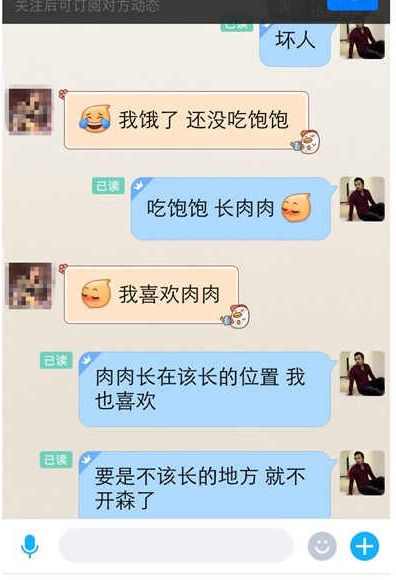 关注后可订阅对方动态
已读
坏人
我饿了 还没吃饱饱
已读
吃饱饱 长肉肉
我喜欢肉肉
已读
肉肉长在该长的位置 我
也喜欢
已读
要是不该长的地方 就不
开森了